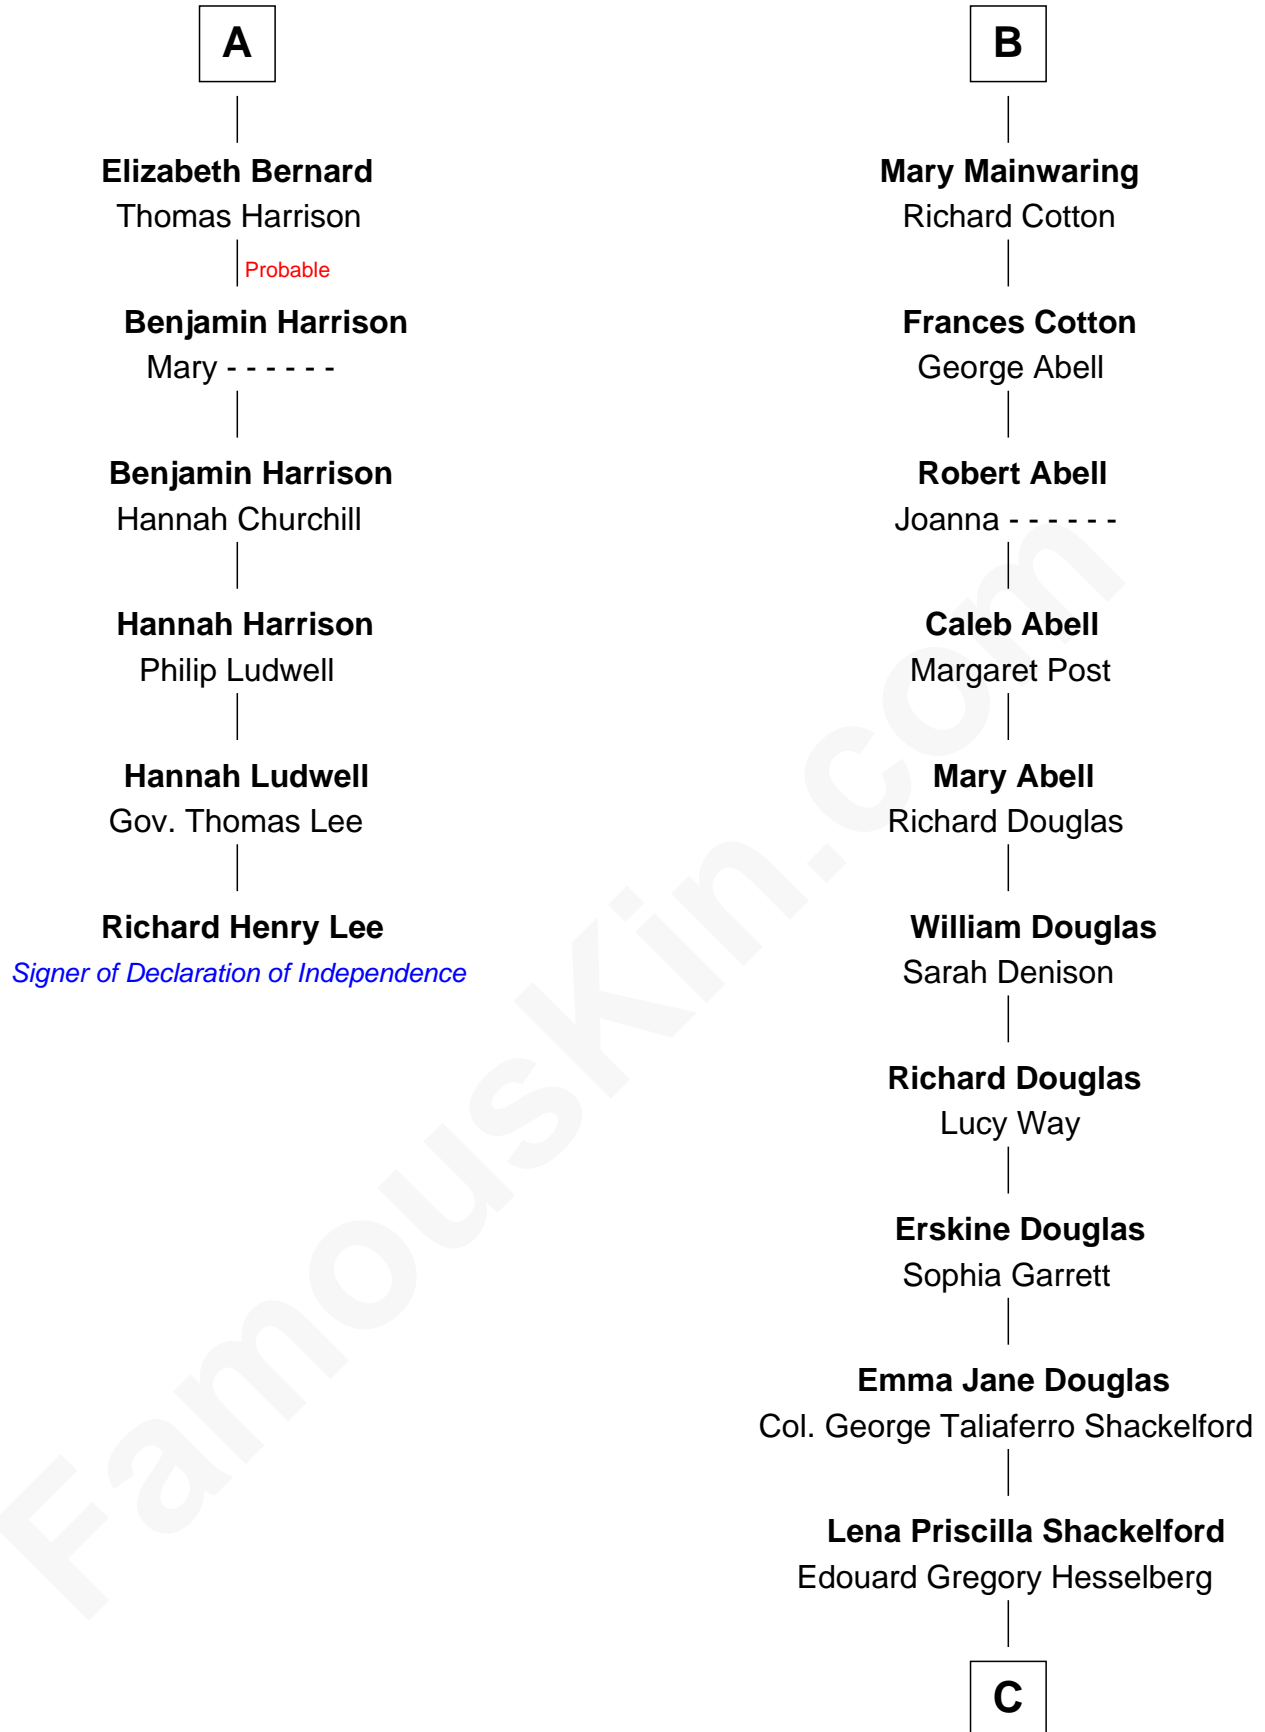 A
Elizabeth Bernard
Thomas Harrison
Probable
Benjamin Harrison
Mary - - - - - -
Benjamin Harrison
Hannah Churchill
Hannah Harrison
Philip Ludwell
Hannah Ludwell
Gov. Thomas Lee
Richard Henry Lee
Signer of Declaration of Independence
B
Mary Mainwaring
Richard Cotton
Frances Cotton
George Abell
Robert Abell
Joanna - - - - - -
Caleb Abell
Margaret Post
Mary Abell
Richard Douglas
William Douglas
Sarah Denison
Richard Douglas
Lucy Way
Erskine Douglas
Sophia Garrett
Emma Jane Douglas
Col. George Taliaferro Shackelford
Lena Priscilla Shackelford
Edouard Gregory Hesselberg
C
FamousKin.com